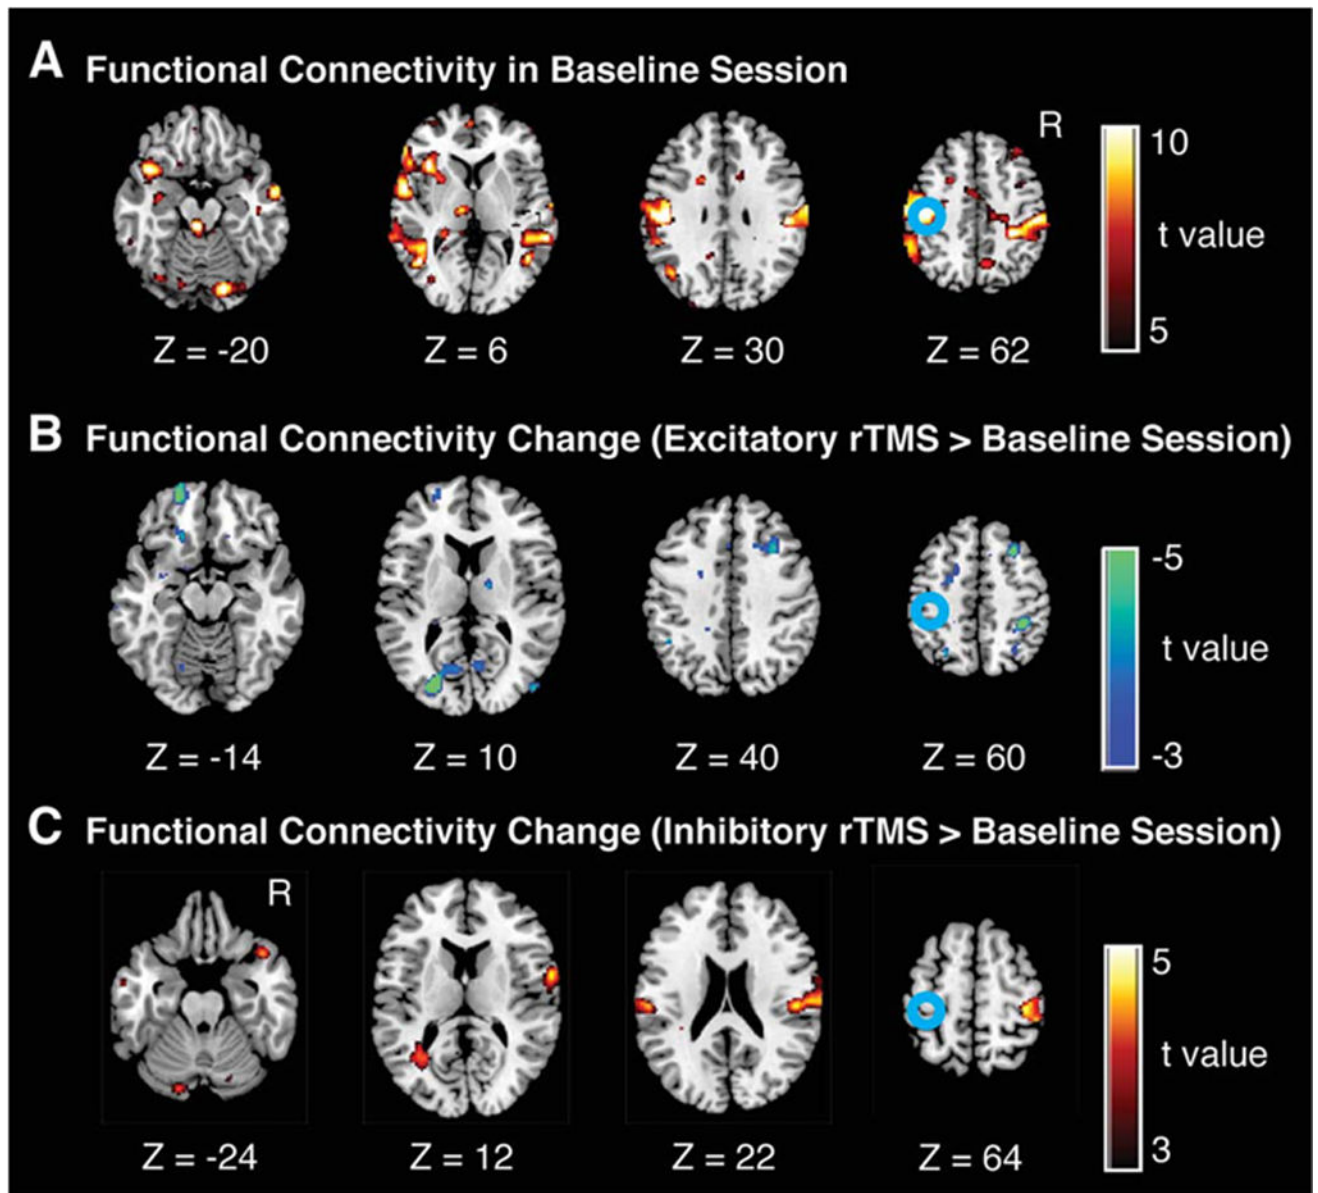 A Functional Connectivity in Baseline Session
R
10
t value
5
Z = -20 Z = 6 Z = 30 Z = 62
B Functional Connectivity Change (Excitatory rTMS > Baseline Session)
-5
t value
-3
Z = -14 Z = 10 Z = 40 Z = 60
C Functional Connectivity Change (Inhibitory rTMS > Baseline Session)
R
5
t value
3
Z = -24 Z = 12 Z = 22 Z = 64